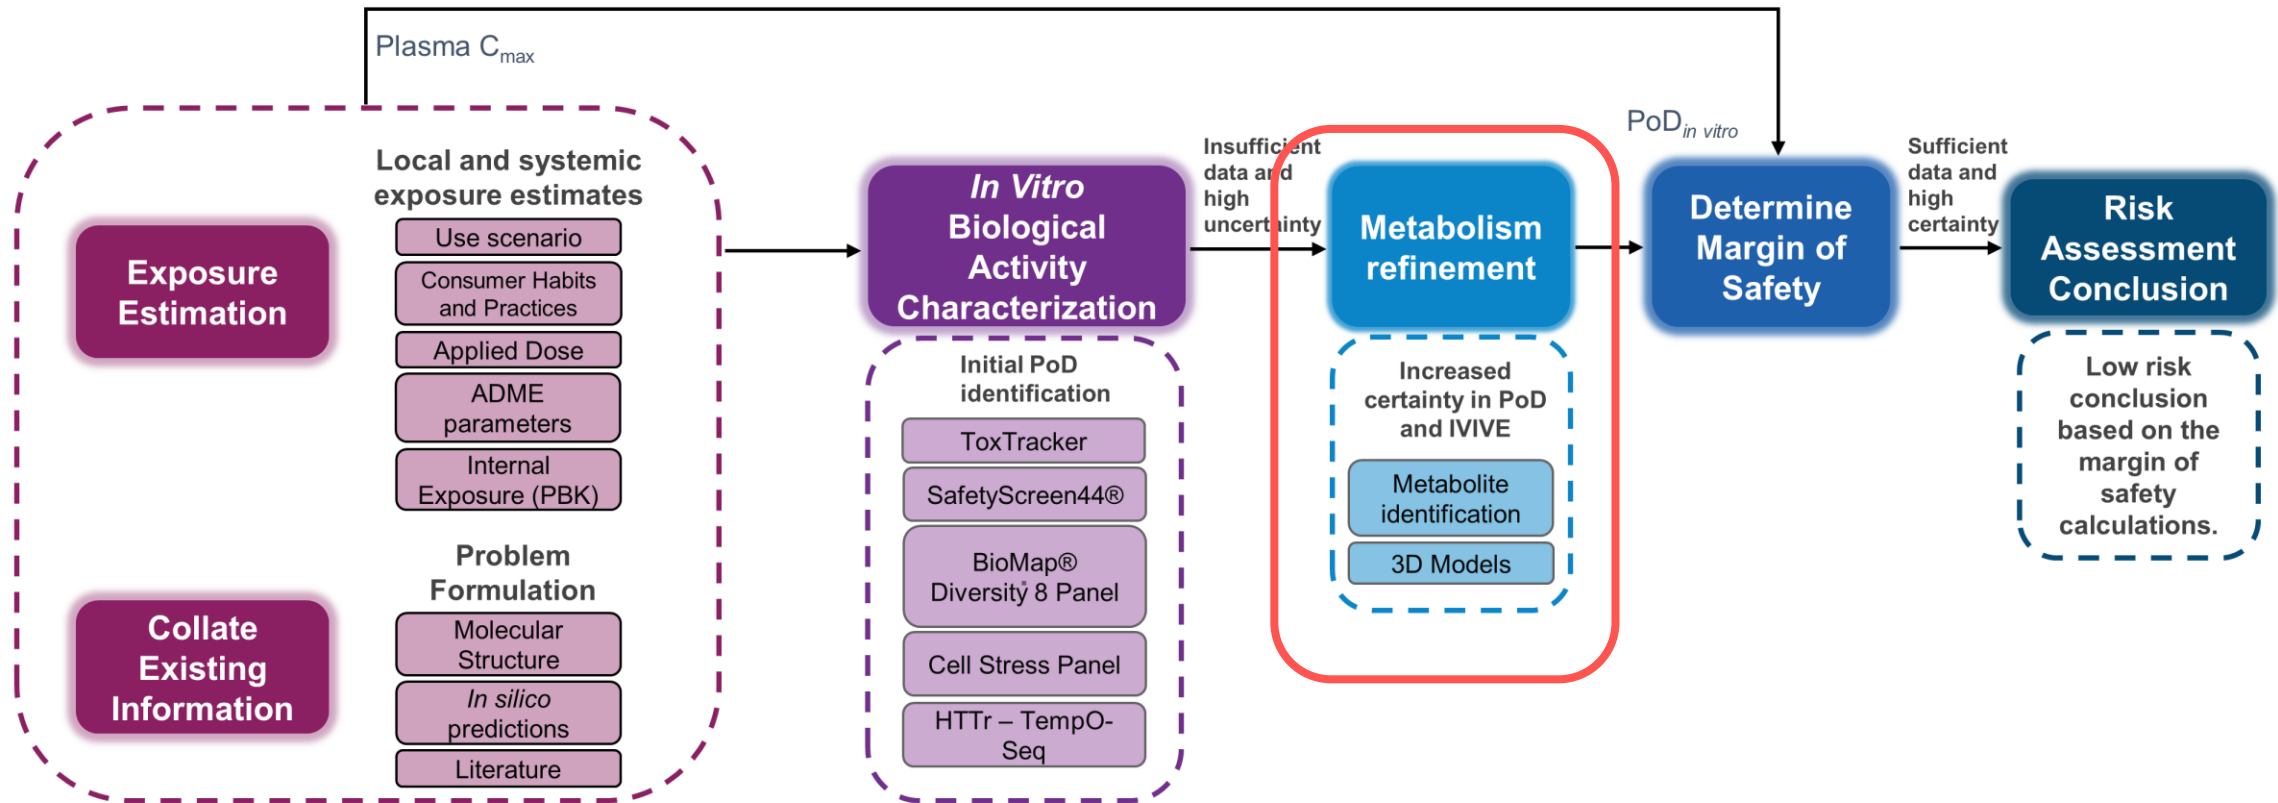 Plasma Cmax
Local and systemic
exposure estimates
Exposure
Estimation
Use scenario
Consumer Habits
and Practices
Applied Dose
ADME
parameters
Internal
Exposure (PBK)
Problem
Formulation
Collate
Existing
Information
Molecular
Structure
In silico
predictions
Literature
In Vitro
Biological
Activity
Characterization
Initial PoD
identification
ToxTracker
SafetyScreen44®
BioMap®
Diversity 8 Panel
Cell Stress Panel
HTTr – TempO-
Seq
Insufficient
data and
high
uncertainty
Metabolism
refinement
Increased
certainty in PoD
and IVIVE
Metabolite
identification
3D Models
PoDin vitro
Determine
Margin of
Safety
Sufficient
data and
high
certainty
Risk
Assessment
Conclusion
Low risk
conclusion
based on the
margin of
safety
calculations.